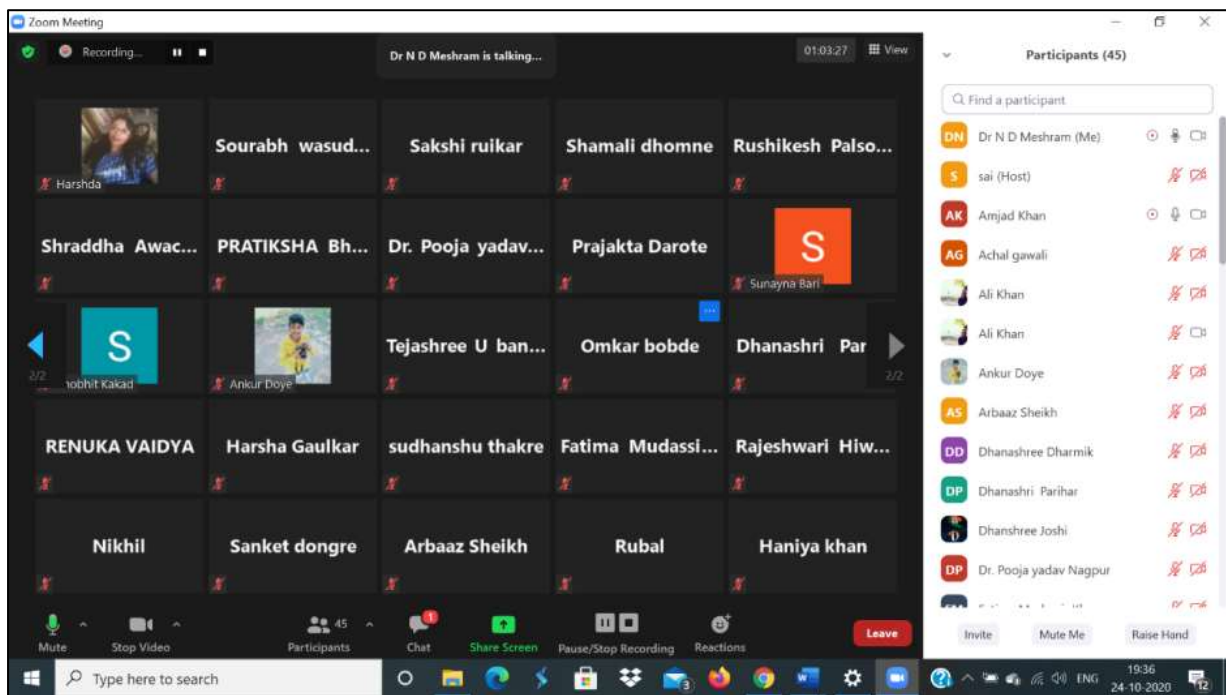 Zoom Meeting
Recording...
Dr N D Meshram is talking...
01:03:27
View
Participants (45)
Find a participant
Harshda
Sourabh wasud...
Sakshi ruikar
Shamali dhomne
Rushikesh Palso...
Shraddha Awac...
PRATIKSHA Bh...
Dr. Pooja yadav...
Prajakta Darote
S
Sunayna Bari
2/2
S
hobhit Kakad
Ankur Doye
Tejashree U ban...
Omkar bobde
Dhanashri Par
2/2
RENUKA VAIDYA
Harsha Gaulkar
sudhanshu thakre
Fatima Mudassi...
Rajeshwari Hiw...
Nikhil
Sanket dongre
Arbaaz Sheikh
Rubal
Haniya khan
DN Dr N D Meshram (Me)
S sai (Host)
AK Amjad Khan
AG Achal gawali
Ali Khan
Ali Khan
Ankur Doye
AS Arbaaz Sheikh
DD Dhanashree Dharmik
DP Dhanashri Parihar
Dhanshree Joshi
DP Dr. Pooja yadav Nagpur
Mute
Stop Video
45
Participants
1
Chat
Share Screen
Pause/Stop Recording
Reactions
Leave
Invite
Mute Me
Raise Hand
Type here to search
3
ENG
19:36
24-10-2020
12